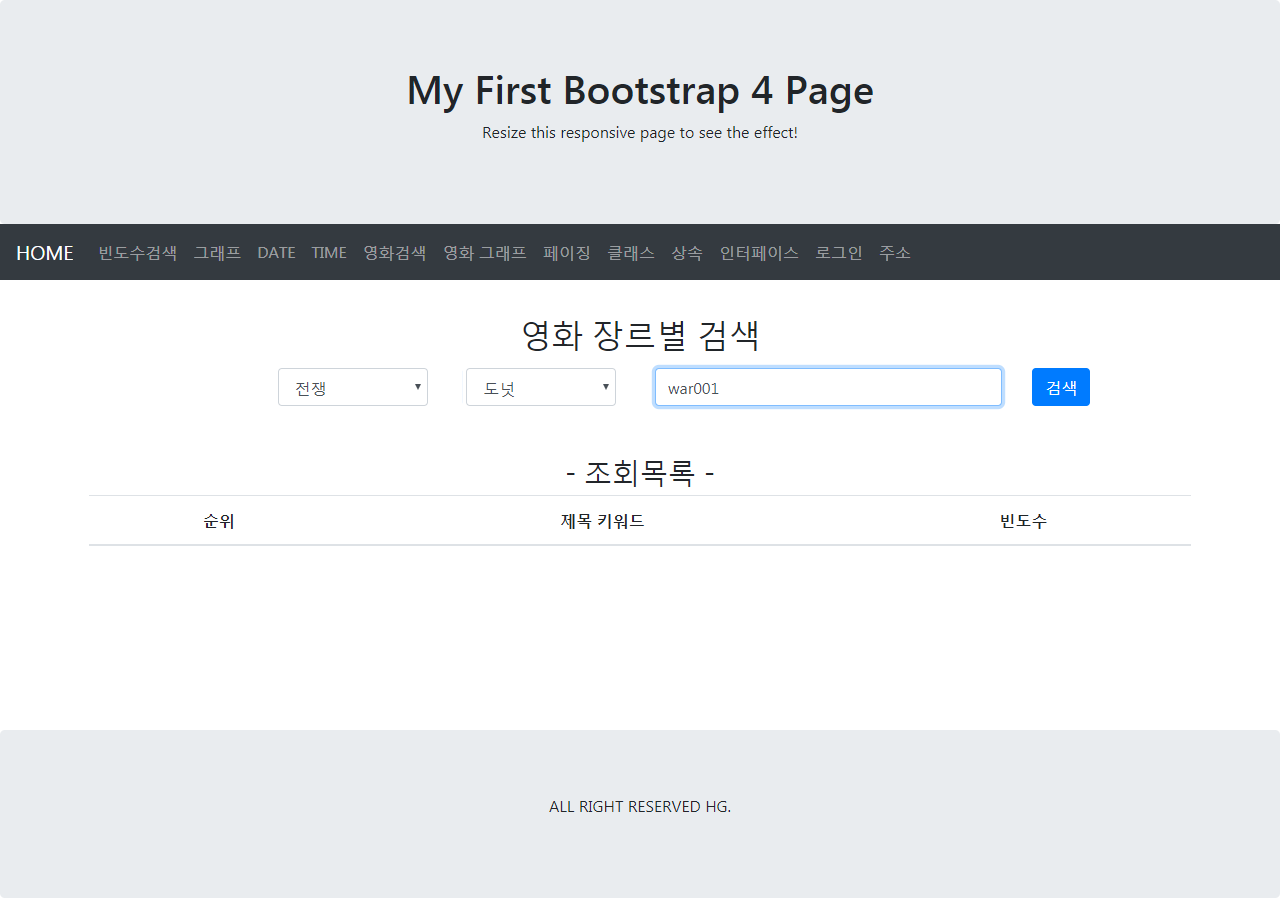 My First Bootstrap 4 Page
Resize this responsive page to see the effect!
HOME 빈도수검색 그래프 DATE TIME 영화검색 영화 그래프 페이징 클래스 상속 인터페이스 로그인 주소
영화 장르별 검색
전쟁 도넛 war001 검색
- 조회목록 -
순위 제목 키워드 빈도수
ALL RIGHT RESERVED HG.